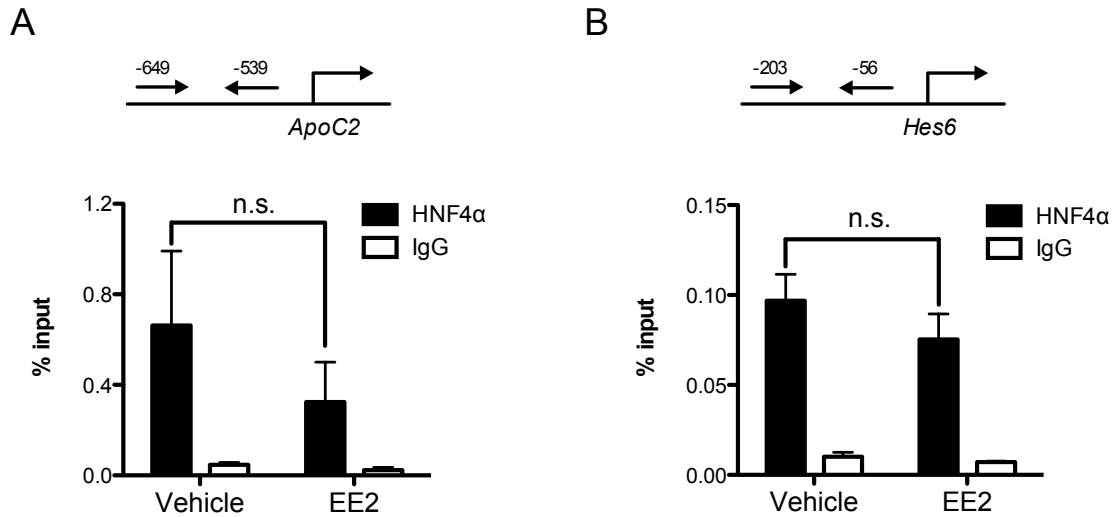 A
-649 -539
ApoC2
1.2
0.8
0.4
0.0
% input
n.s.
HNF4α
IgG
Vehicle EE2
B
-203 -56
Hes6
0.15
0.10
0.05
0.00
% input
n.s.
HNF4α
IgG
Vehicle EE2